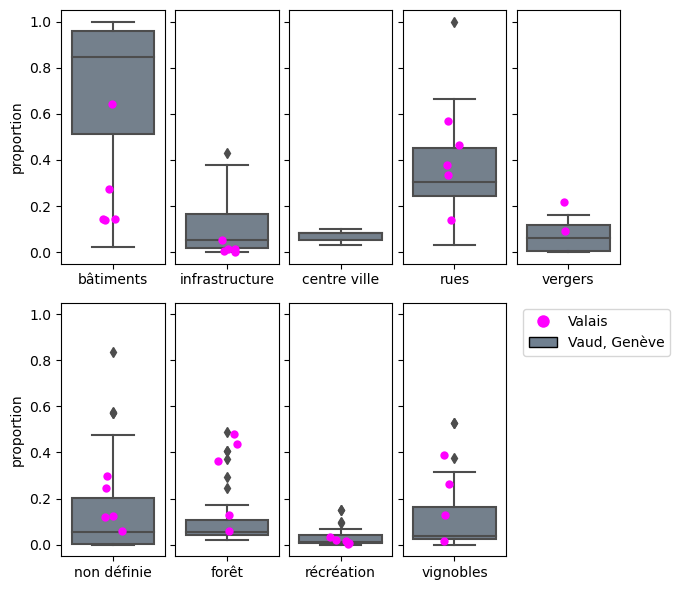 proportion
1.0
0.8
0.6
0.4
0.2
0.0
bâtiments
infrastructure
centre ville
rues
vergers
proportion
1.0
0.8
0.6
0.4
0.2
0.0
non définie
forêt
récréation
vignobles
Valais
Vaud, Genève